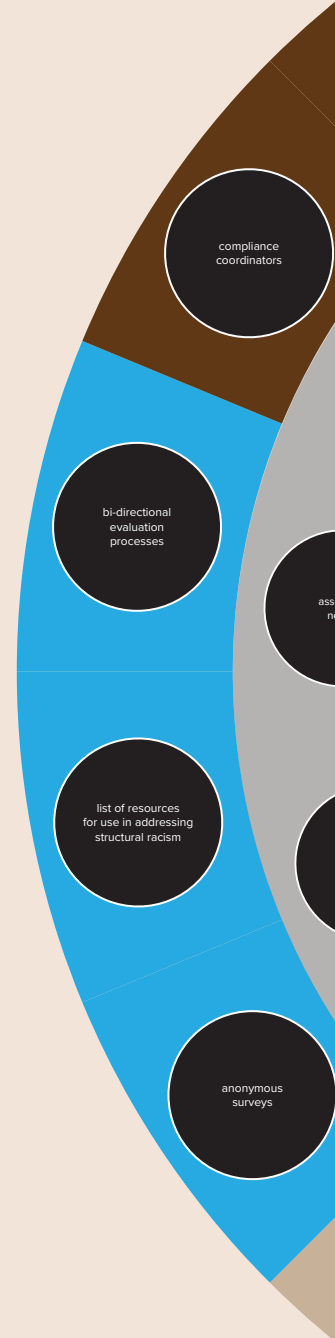 compliance
coordinators
bi-directional
evaluation
processes
list of resources
for use in addressing
structural racism
anonymous
surveys